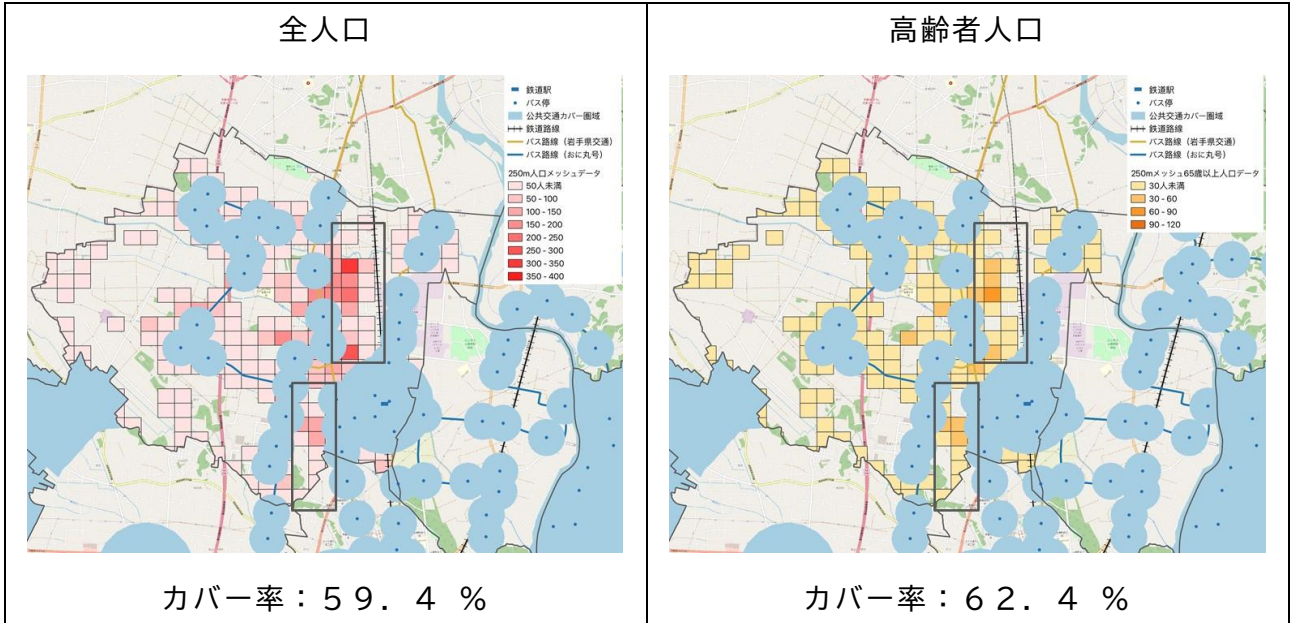 全人口
鉄道駅
バス停
公共交通カバー圏域
鉄道路線
バス路線（岩手県交通）
バス路線（おに丸号）
250m人口メッシュデータ
50人未満
50 - 100
100 - 150
150 - 200
200 - 250
250 - 300
300 - 350
350 - 400
カバー率：５９．４ %
高齢者人口
鉄道駅
バス停
公共交通カバー圏域
鉄道路線
バス路線（岩手県交通）
バス路線（おに丸号）
250mメッシュ65歳以上人口データ
30人未満
30 - 60
60 - 90
90 - 120
カバー率：６２．４ %